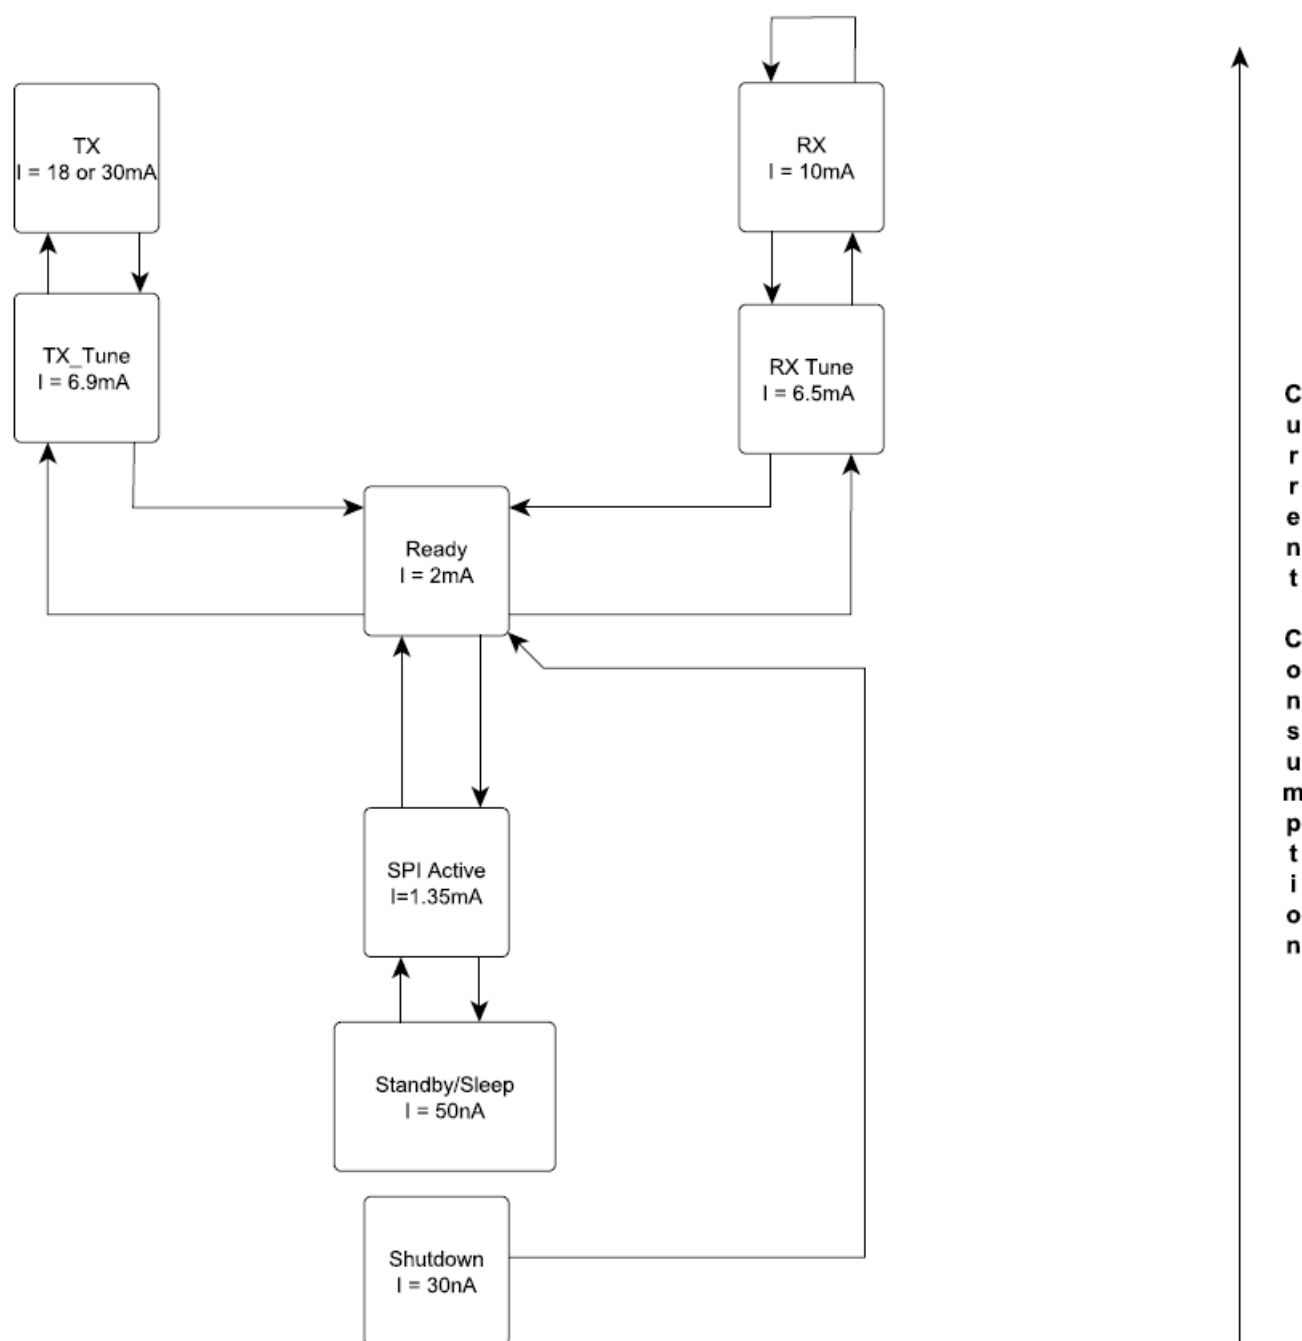 TX
I = 18 or 30mA
RX
I = 10mA
TX_Tune
I = 6.9mA
RX Tune
I = 6.5mA
Ready
I = 2mA
SPI Active
I=1.35mA
Standby/Sleep
I = 50nA
Shutdown
I = 30nA
Current Consumption